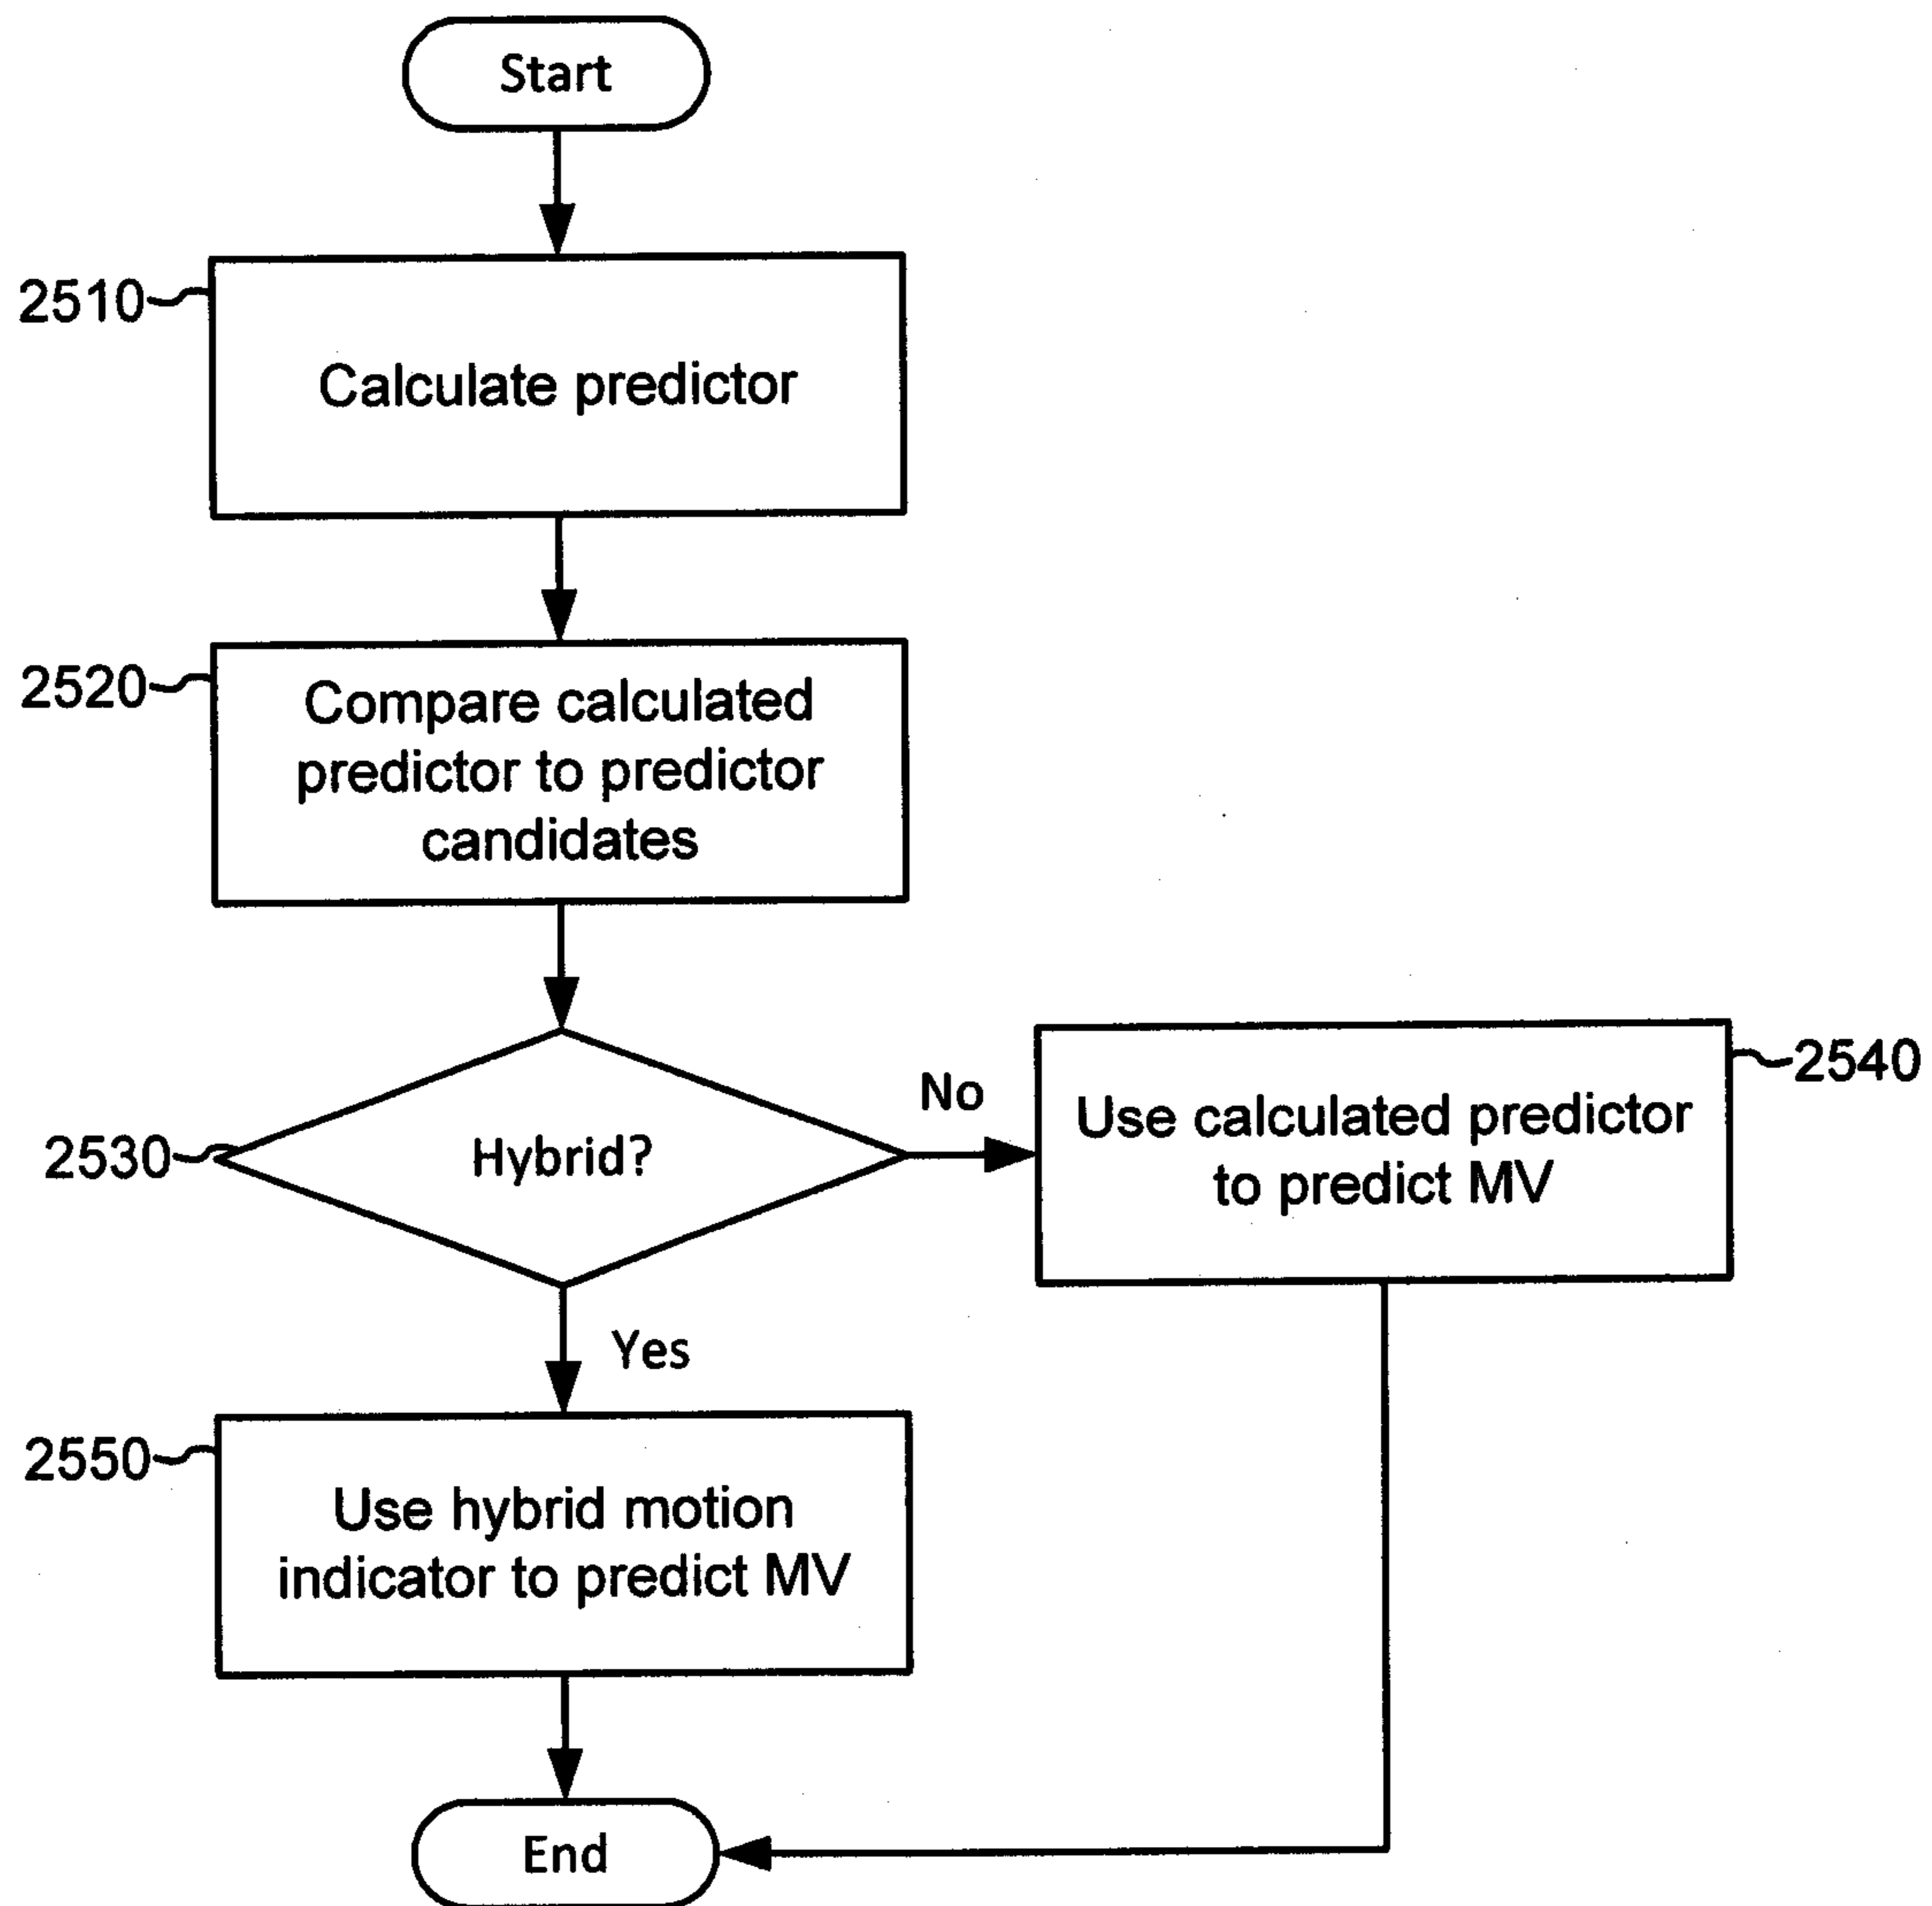 Start
2510
Calculate predictor
2520
Compare calculated
predictor to predictor
candidates
2530
Hybrid?
No
2540
Use calculated predictor
to predict MV
Yes
2550
Use hybrid motion
indicator to predict MV
End